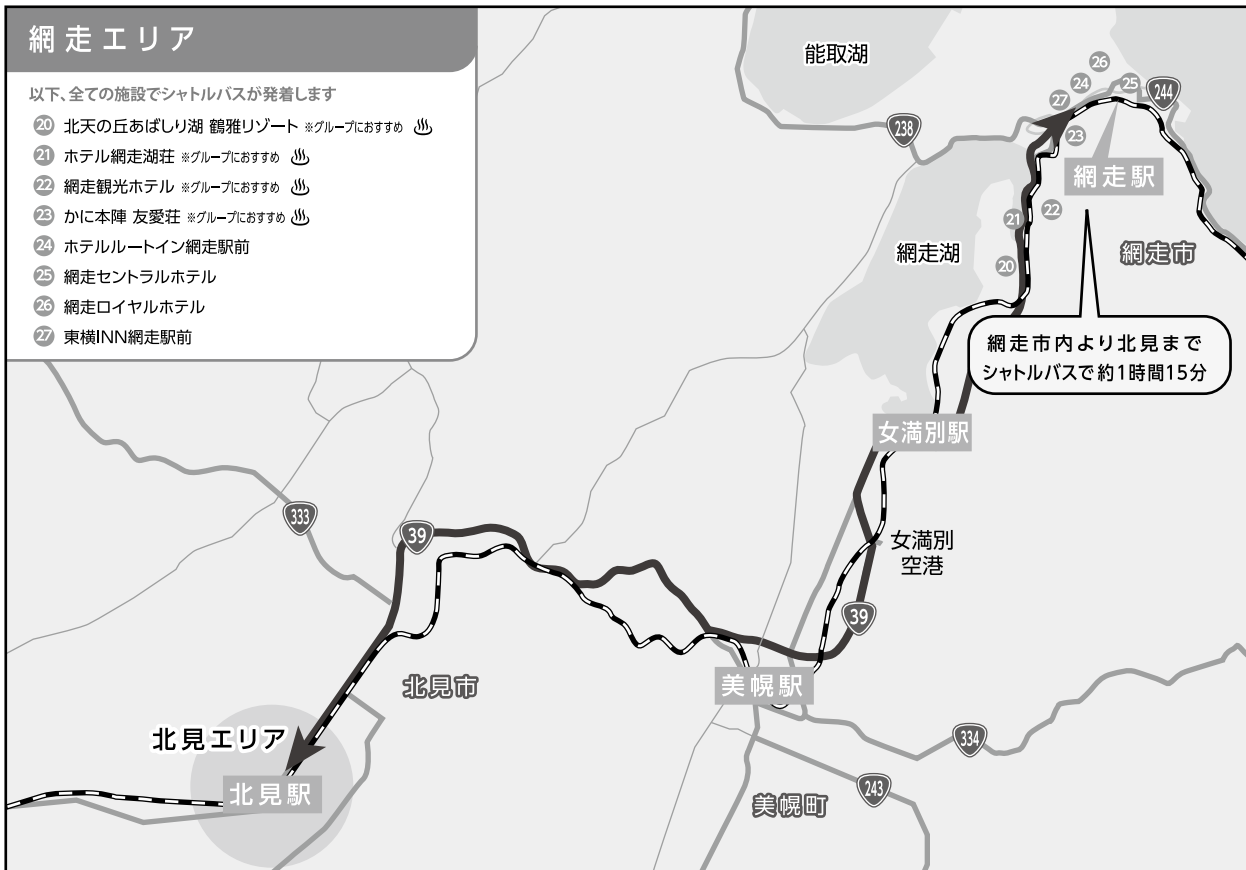 網走エリア
以下、全ての施設でシャトルバスが発着します
20 北天の丘あばしり湖 鶴雅リゾート ※グループにおすすめ ♨
21 ホテル網走湖荘 ※グループにおすすめ ♨
22 網走観光ホテル ※グループにおすすめ ♨
23 かに本陣 友愛荘 ※グループにおすすめ ♨
24 ホテルルートイン網走駅前
25 網走セントラルホテル
26 網走ロイヤルホテル
27 東横INN網走駅前
能取湖
26
24
25
27
244
238
23
網走駅
21
22
網走湖
20
網走市
網走市内より北見まで
シャトルバスで約1時間15分
女満別駅
333
39
女満別
空港
39
北見市
美幌駅
北見エリア
334
北見駅
243
美幌町